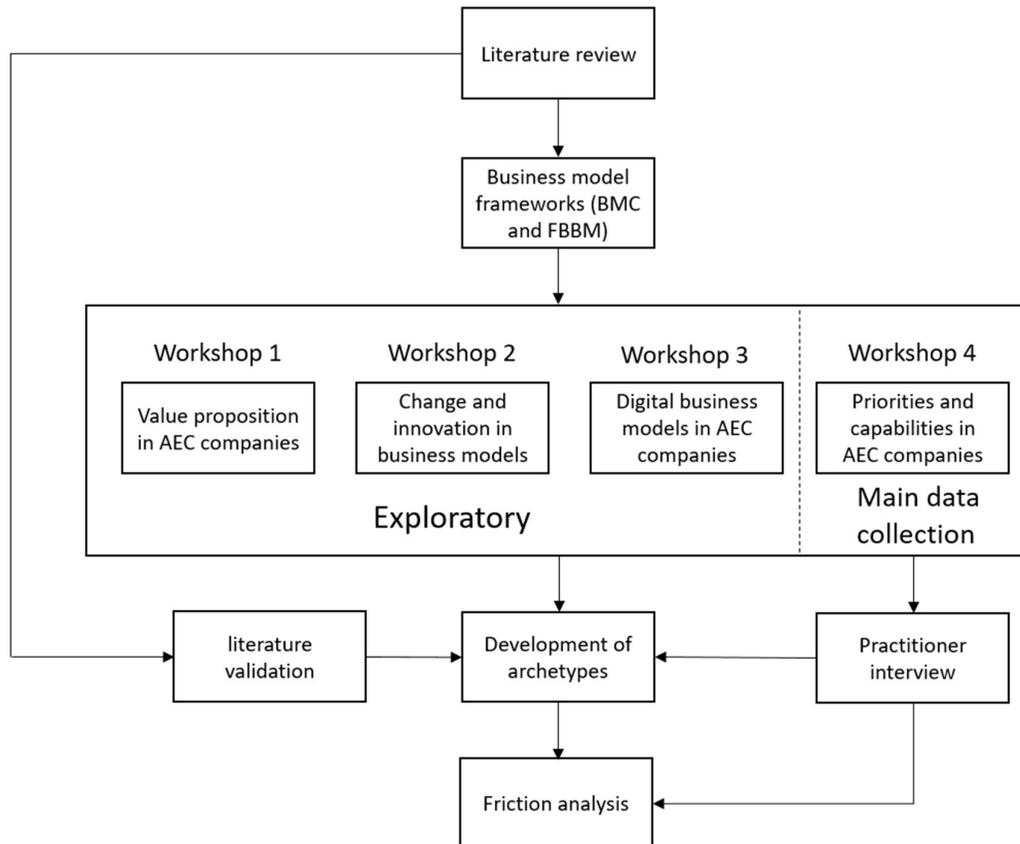 Literature review
Business model
frameworks (BMC
and FBBM)
Workshop 1
Value proposition
in AEC companies
Workshop 2
Change and
innovation in
business models
Workshop 3
Digital business
models in AEC
companies
Exploratory
Workshop 4
Priorities and
capabilities in
AEC companies
Main data
collection
literature
validation
Development of
archetypes
Practitioner
interview
Friction analysis